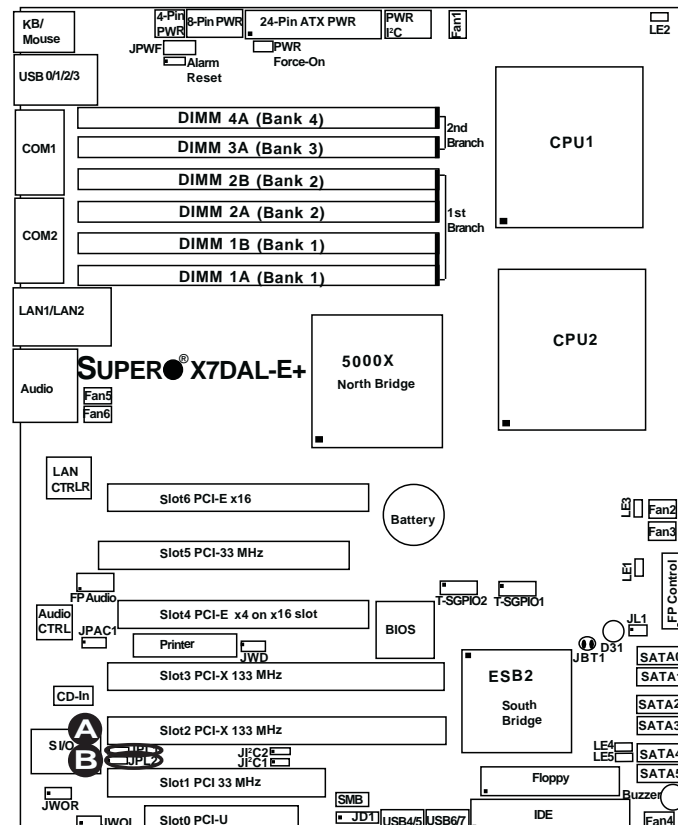 KB/
Mouse
4-Pin
PWR
8-Pin PWR
24-Pin ATX PWR
PWR
I²C
Fan1
LE2
JPWF
PWR
Force-On
Alarm
Reset
USB 0/1/2/3
DIMM 4A (Bank 4)
2nd
Branch
DIMM 3A (Bank 3)
COM1
CPU1
DIMM 2B (Bank 2)
DIMM 2A (Bank 2)
1st
Branch
COM2
DIMM 1B (Bank 1)
DIMM 1A (Bank 1)
LAN1/LAN2
CPU2
SUPER® X7DAL-E+
5000X
North Bridge
Audio
Fan5
Fan6
LAN
CTRLR
Slot6 PCI-E x16
Battery
LE3
Fan2
Fan3
Slot5 PCI-33 MHz
LE1
FP Control
FP Audio
T-SGPIO2
T-SGPIO1
Audio
CTRL
Slot4 PCI-E x4 on x16 slot
BIOS
JL1
D31
JPAC1
Printer
JWD
JBT1
SATA0
Slot3 PCI-X 133 MHz
ESB2
South
Bridge
SATA1
CD-In
SATA2
A
Slot2 PCI-X 133 MHz
SATA3
SI/O
JPL1
JI²C2
LE4
SATA4
B
JPL2
JI²C1
LE5
Slot1 PCI 33 MHz
Floppy
SATA5
JWOR
SMB
Buzzer
JWOL
Slot0 PCI-U
JD1
USB4/5
USB6/7
IDE
Fan4